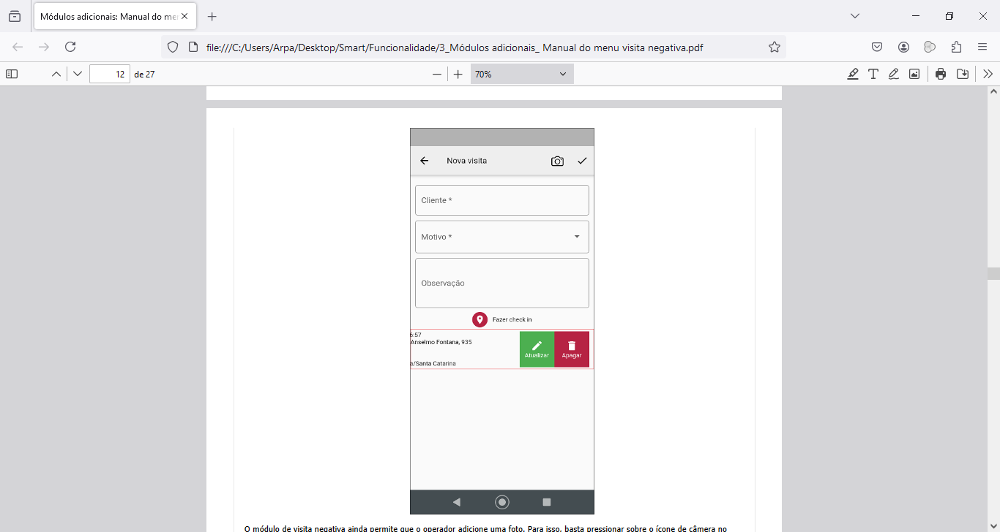 Módulos adicionais: Manual do me
file:///C:/Users/Arpa/Desktop/Smart/Funcionalidade/3_Módulos adicionais_ Manual do menu visita negativa.pdf
12 de 27
70%
Nova visita
Cliente *
Motivo *
Observação
Fazer check in
6:57
Anselmo Fontana, 935
a/Santa Catarina
Atualizar
Apagar
O módulo de visita negativa ainda permite que o operador adicione uma foto. Para isso, basta pressionar sobre o ícone de câmera no